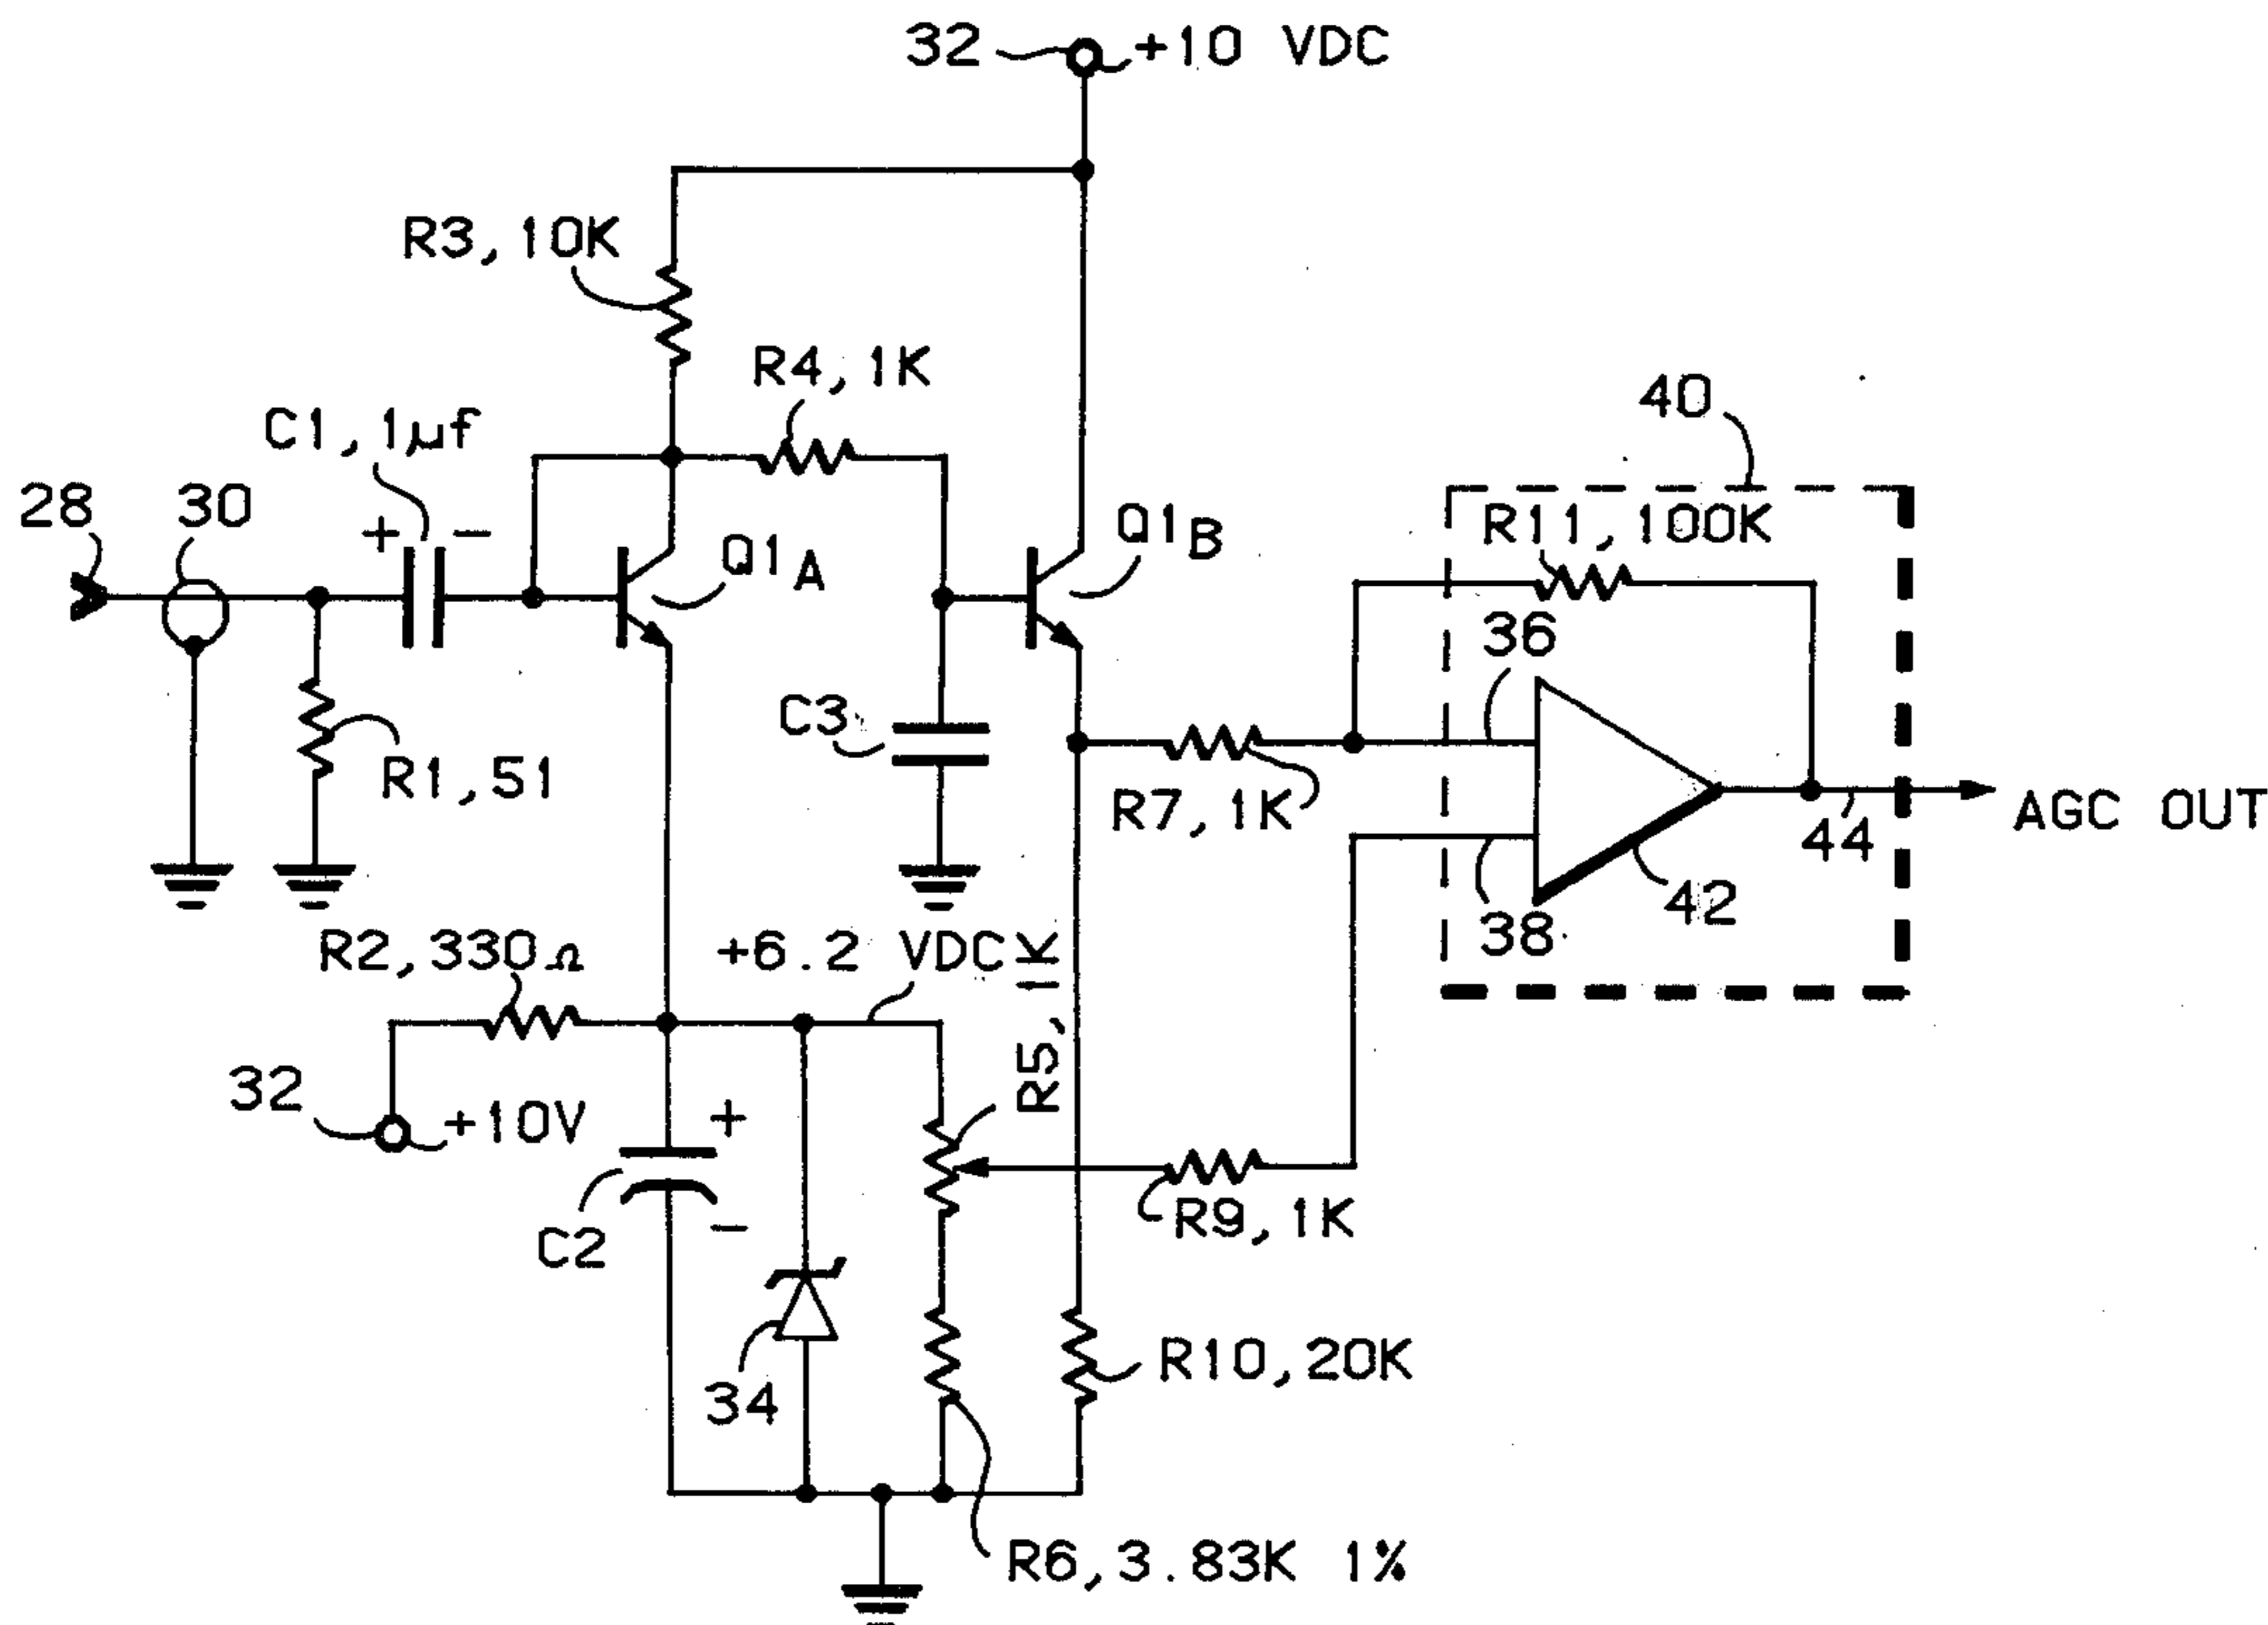 32
+10 VDC
R3,10K
R4,1K
40
C1,1µf
28
30
+
−
Q1A
Q1B
R11,100K
36
C3
R1,51
R7,1K
AGC OUT
44
42
38
R2,330Ω
+6.2 VDC
R5,1K
32
+10V
+
C2
−
R9,1K
34
R10,20K
R6,3.83K 1%